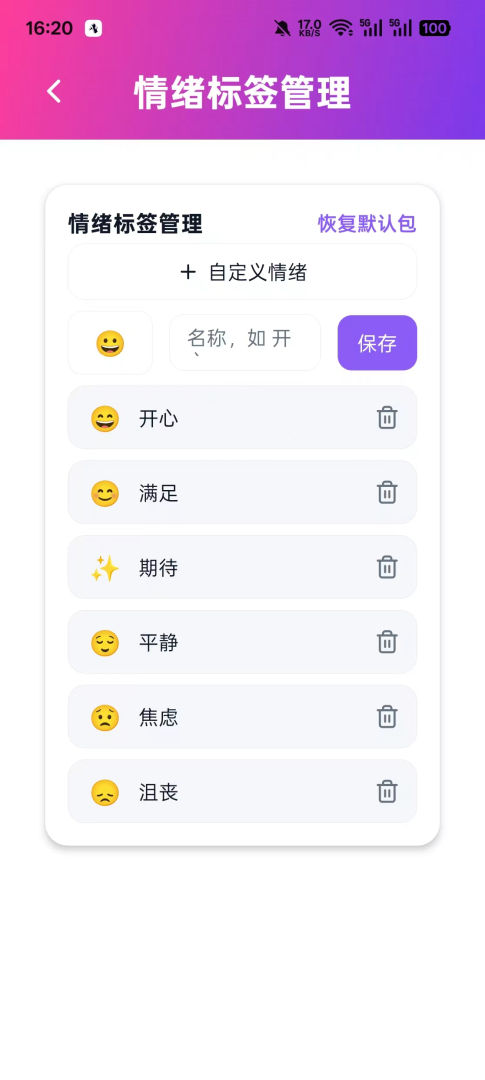 16:20
17.0
KB/S
5G
5G
100
情绪标签管理
情绪标签管理
恢复默认包
+ 自定义情绪
名称，如 开
保存
开心
满足
期待
平静
焦虑
沮丧